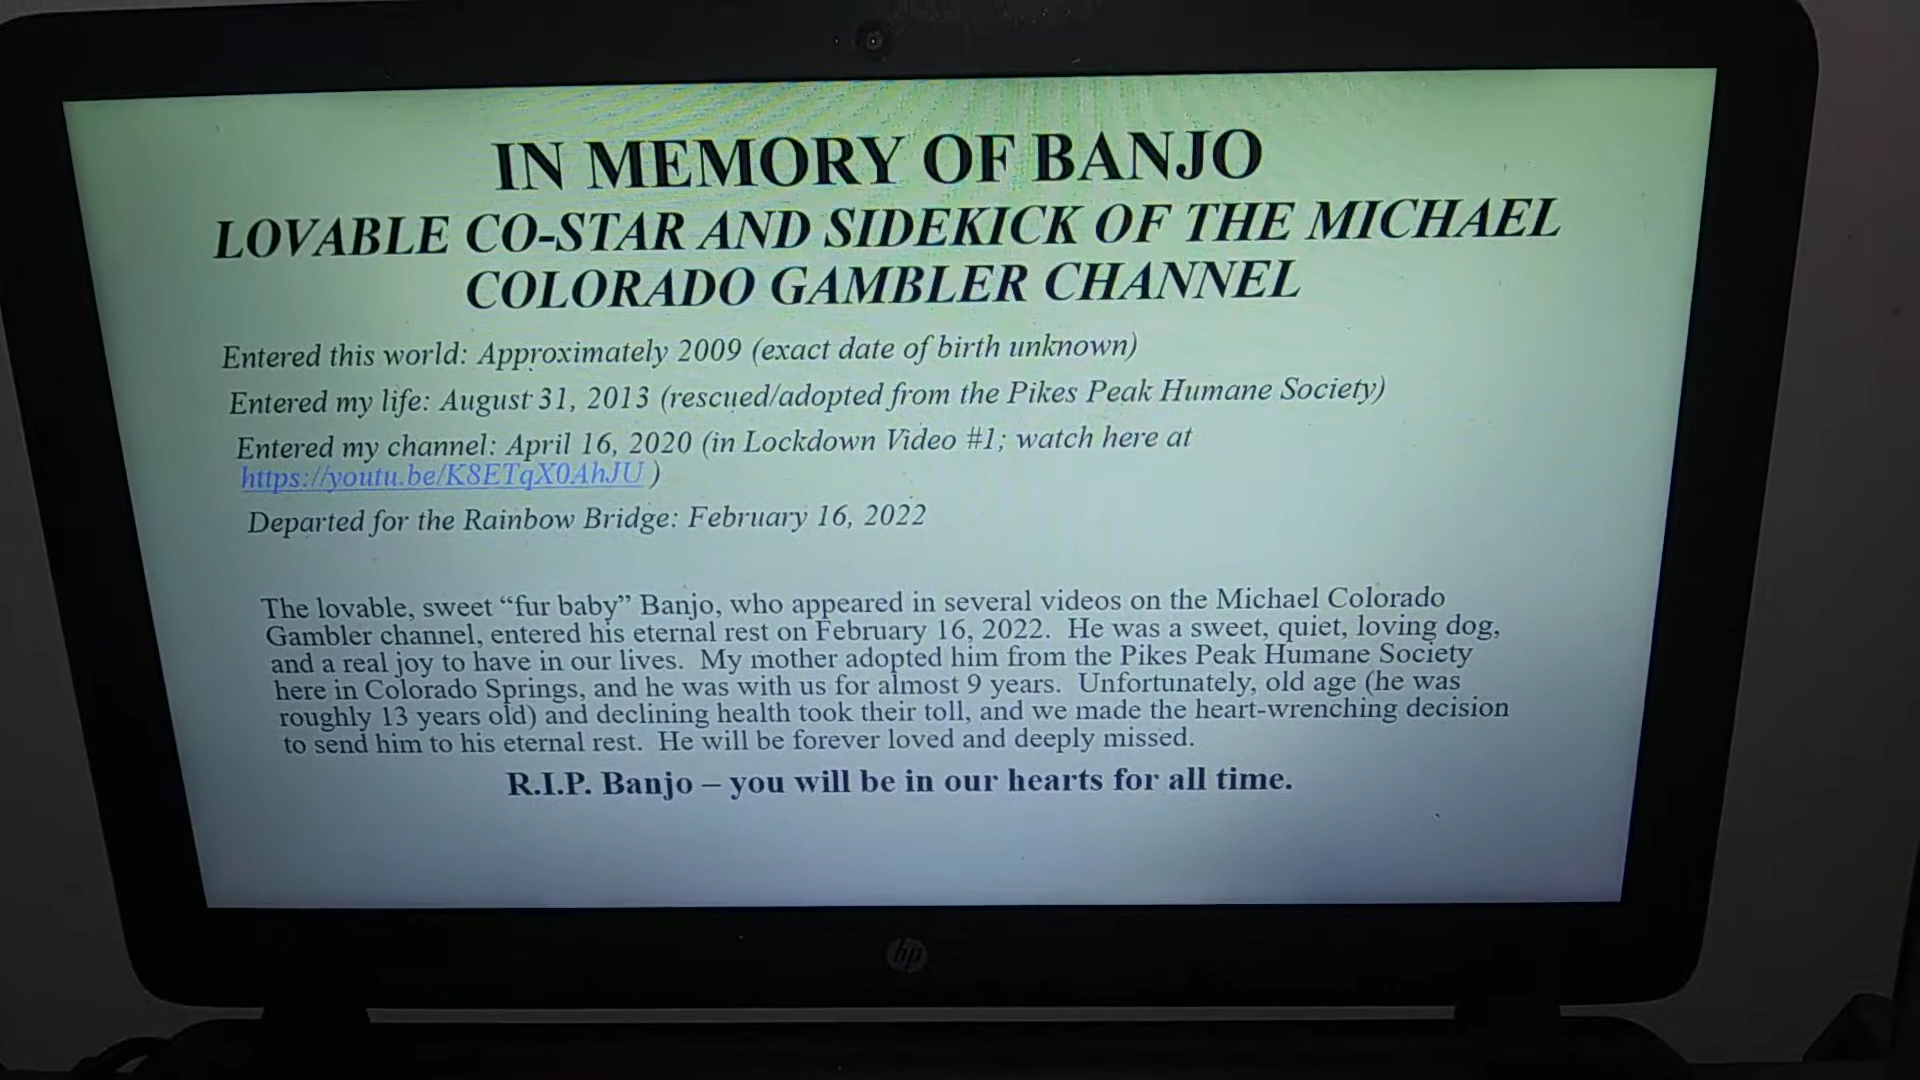 IN MEMORY OF BANJO
LOVABLE CO-STAR AND SIDEKICK OF THE MICHAEL
COLORADO GAMBLER CHANNEL
Entered this world: Approximately 2009 (exact date of birth unknown)
Entered my life: August 31, 2013 (rescued/adopted from the Pikes Peak Humane Society)
Entered my channel: April 16, 2020 (in Lockdown Video #1; watch here at
https://youtu.be/K8ETqX0AhJU )
Departed for the Rainbow Bridge: February 16, 2022
The lovable, sweet “fur baby” Banjo, who appeared in several videos on the Michael Colorado
Gambler channel, entered his eternal rest on February 16, 2022.  He was a sweet, quiet, loving dog,
and a real joy to have in our lives.  My mother adopted him from the Pikes Peak Humane Society
here in Colorado Springs, and he was with us for almost 9 years.  Unfortunately, old age (he was
roughly 13 years old) and declining health took their toll, and we made the heart-wrenching decision
to send him to his eternal rest.  He will be forever loved and deeply missed.
R.I.P. Banjo – you will be in our hearts for all time.
hp